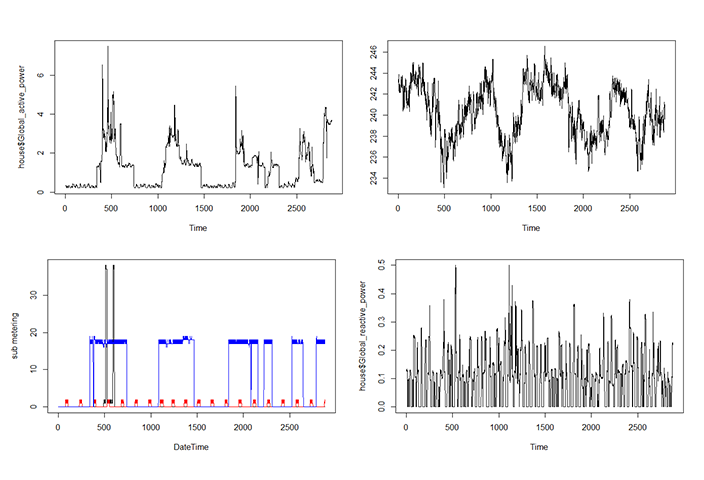 house$Global_active_power
0 2 4 6
0 500 1000 1500 2000 2500
Time
234 236 238 240 242 244 246
0 500 1000 1500 2000 2500
Time
sub metering
0 10 20 30
0 500 1000 1500 2000 2500
DateTime
house$Global_reactive_power
0.0 0.1 0.2 0.3 0.4 0.5
0 500 1000 1500 2000 2500
Time